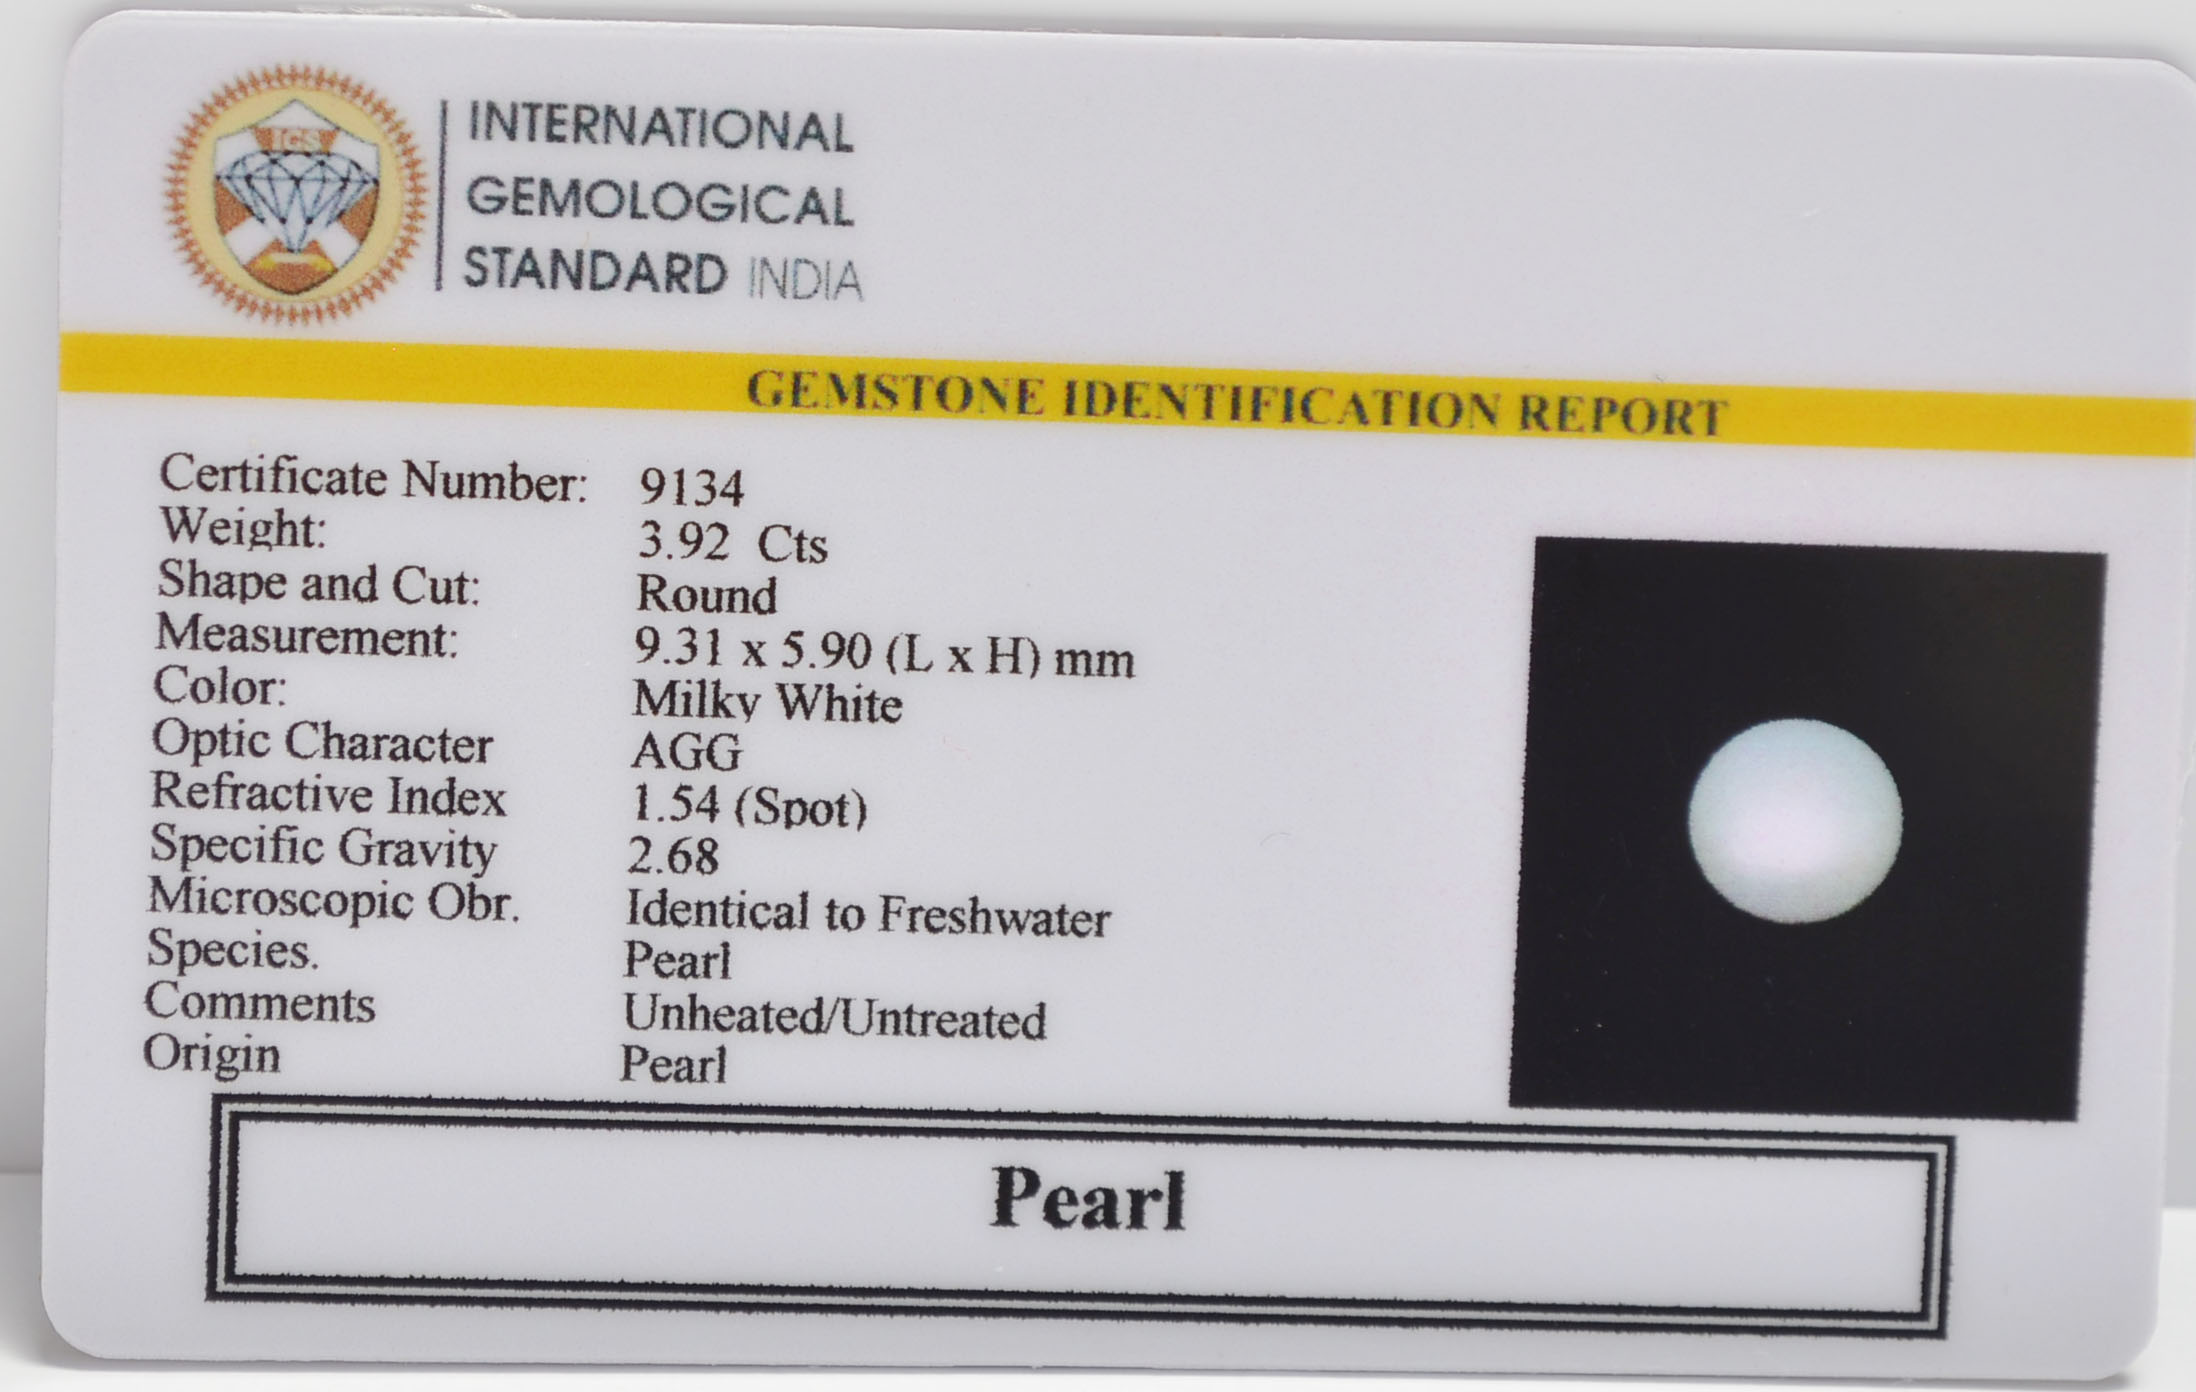 IGS
INTERNATIONAL
GEMOLOGICAL
STANDARD INDIA
GEMSTONE IDENTIFICATION REPORT
Certificate Number: 9134
Weight: 3.92 Cts
Shape and Cut: Round
Measurement: 9.31 x 5.90 (L x H) mm
Color: Milky White
Optic Character AGG
Refractive Index 1.54 (Spot)
Specific Gravity 2.68
Microscopic Obr. Identical to Freshwater
Species. Pearl
Comments Unheated/Untreated
Origin Pearl
Pearl